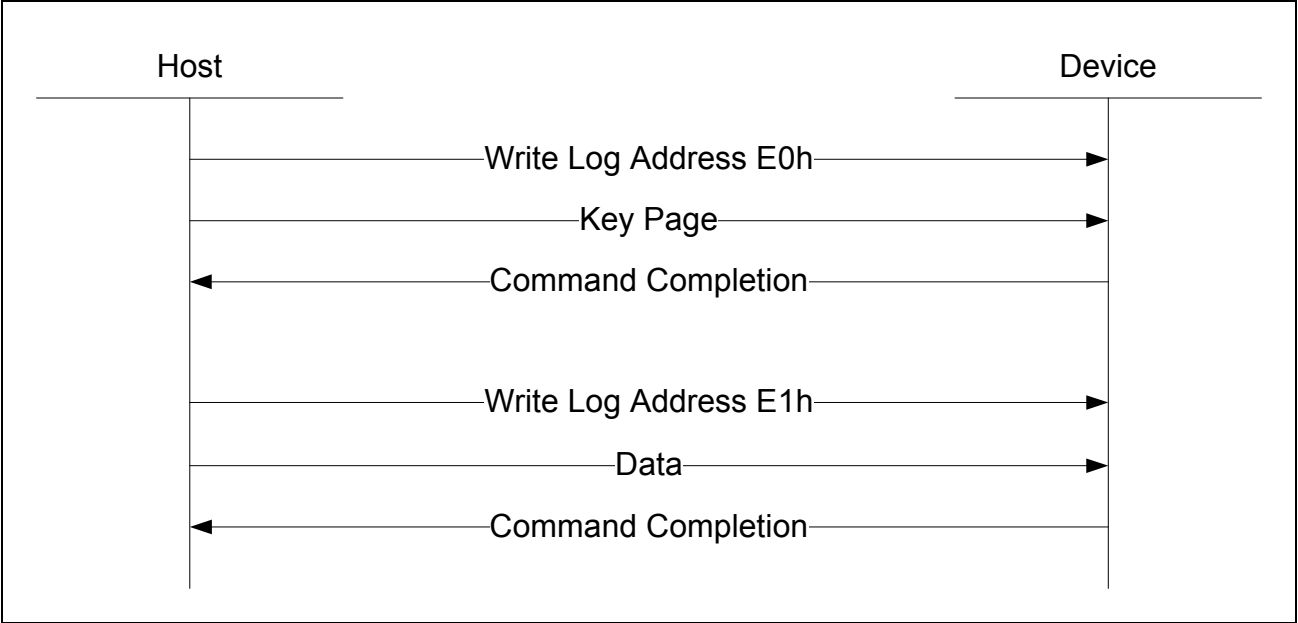 Host Device
Write Log Address E0h
Key Page
Command Completion
Write Log Address E1h
Data
Command Completion